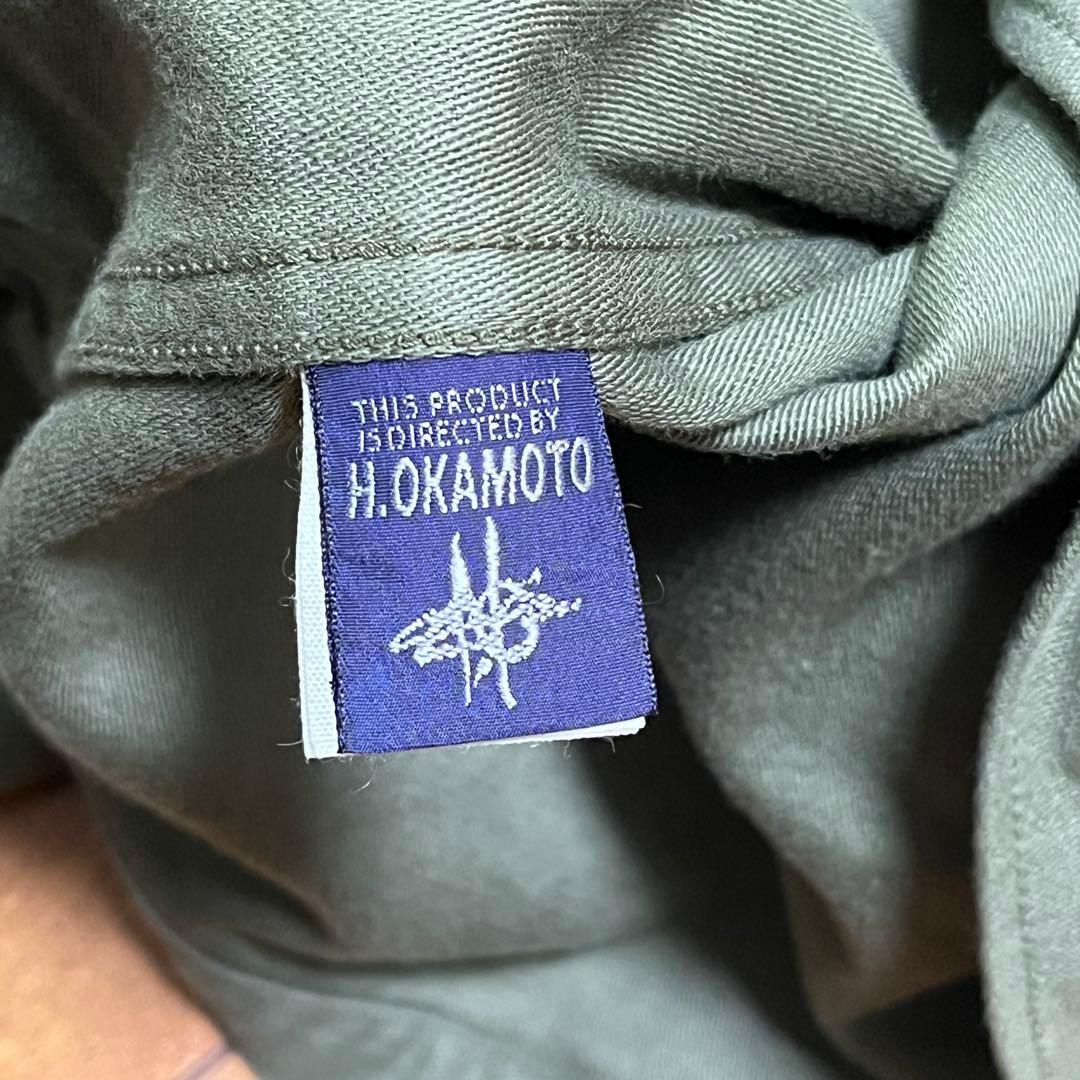 THIS PRODUCT
IS DIRECTED BY
H.OKAMOTO